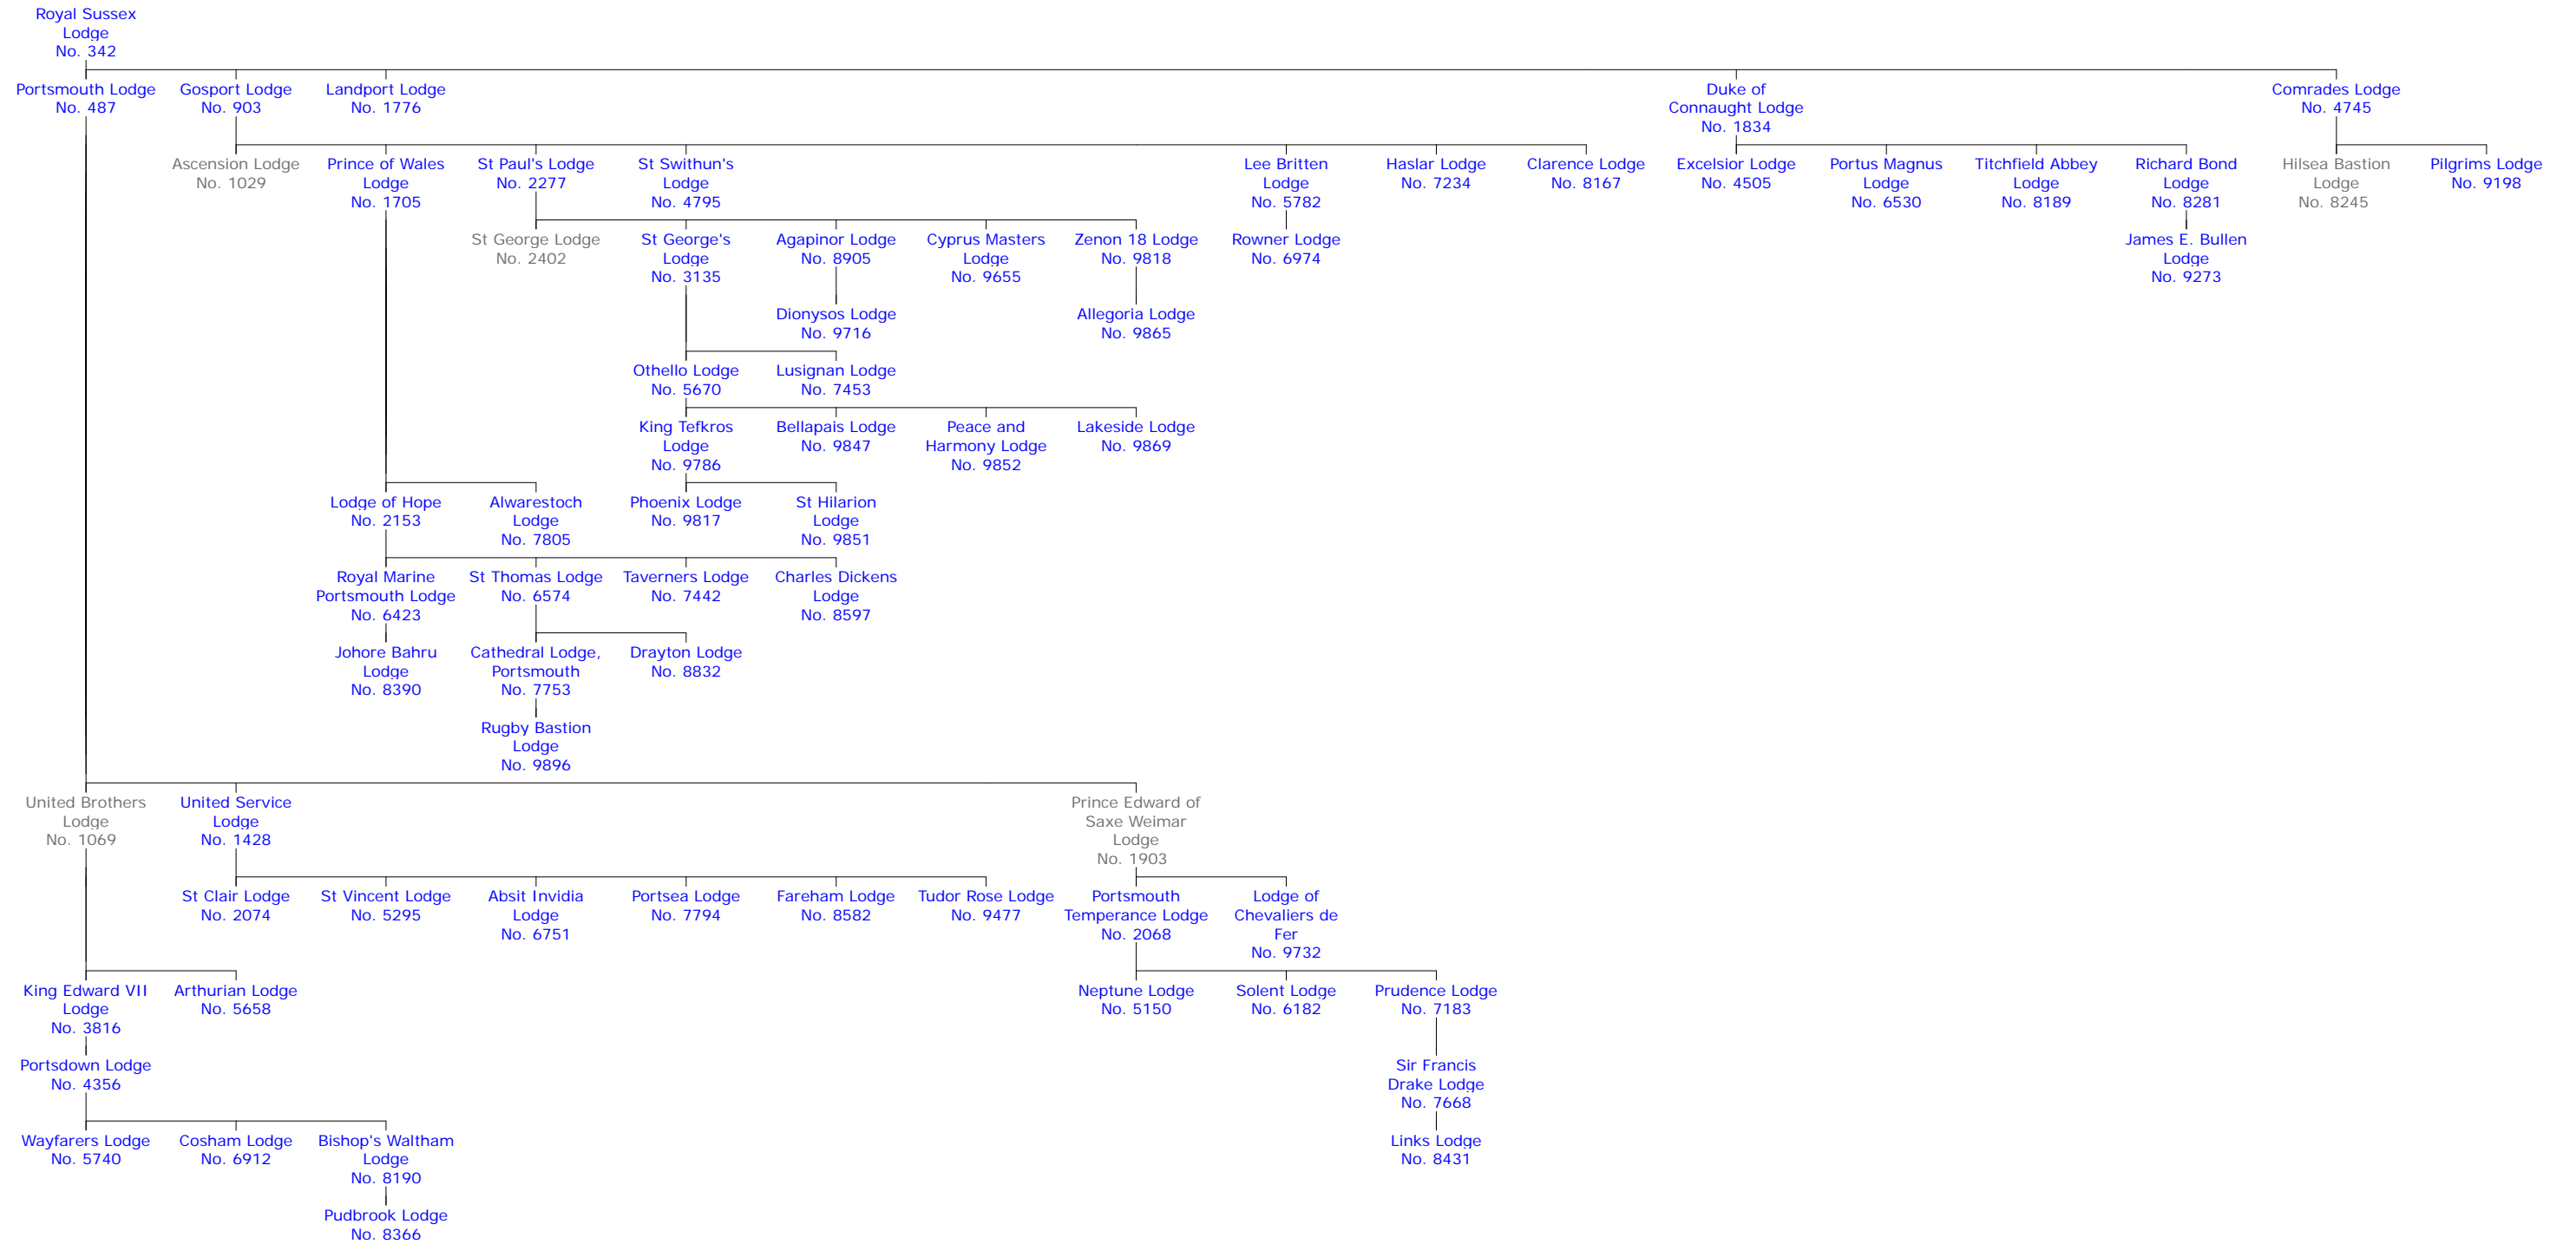 Royal Sussex
Lodge
No. 342
Portsmouth Lodge
No. 487
Gosport Lodge
No. 903
Landport Lodge
No. 1776
Duke of
Connaught Lodge
No. 1834
Comrades Lodge
No. 4745
Ascension Lodge
No. 1029
Prince of Wales
Lodge
No. 1705
St Paul's Lodge
No. 2277
St Swithun's
Lodge
No. 4795
Lee Britten
Lodge
No. 5782
Haslar Lodge
No. 7234
Clarence Lodge
No. 8167
Excelsior Lodge
No. 4505
Portus Magnus
Lodge
No. 6530
Titchfield Abbey
Lodge
No. 8189
Richard Bond
Lodge
No. 8281
Hilsea Bastion
Lodge
No. 8245
Pilgrims Lodge
No. 9198
St George Lodge
No. 2402
St George's
Lodge
No. 3135
Agapinor Lodge
No. 8905
Cyprus Masters
Lodge
No. 9655
Zenon 18 Lodge
No. 9818
Rowner Lodge
No. 6974
James E. Bullen
Lodge
No. 9273
Dionysos Lodge
No. 9716
Allegoria Lodge
No. 9865
Othello Lodge
No. 5670
Lusignan Lodge
No. 7453
King Tefkros
Lodge
No. 9786
Bellapais Lodge
No. 9847
Peace and
Harmony Lodge
No. 9852
Lakeside Lodge
No. 9869
Lodge of Hope
No. 2153
Alwarestoch
Lodge
No. 7805
Phoenix Lodge
No. 9817
St Hilarion
Lodge
No. 9851
Royal Marine
Portsmouth Lodge
No. 6423
St Thomas Lodge
No. 6574
Taverners Lodge
No. 7442
Charles Dickens
Lodge
No. 8597
Johore Bahru
Lodge
No. 8390
Cathedral Lodge,
Portsmouth
No. 7753
Drayton Lodge
No. 8832
Rugby Bastion
Lodge
No. 9896
United Brothers
Lodge
No. 1069
United Service
Lodge
No. 1428
Prince Edward of
Saxe Weimar
Lodge
No. 1903
St Clair Lodge
No. 2074
St Vincent Lodge
No. 5295
Absit Invidia
Lodge
No. 6751
Portsea Lodge
No. 7794
Fareham Lodge
No. 8582
Tudor Rose Lodge
No. 9477
Portsmouth
Temperance Lodge
No. 2068
Lodge of
Chevaliers de
Fer
No. 9732
King Edward VII
Lodge
No. 3816
Arthurian Lodge
No. 5658
Neptune Lodge
No. 5150
Solent Lodge
No. 6182
Prudence Lodge
No. 7183
Portsdown Lodge
No. 4356
Sir Francis
Drake Lodge
No. 7668
Wayfarers Lodge
No. 5740
Cosham Lodge
No. 6912
Bishop's Waltham
Lodge
No. 8190
Links Lodge
No. 8431
Pudbrook Lodge
No. 8366